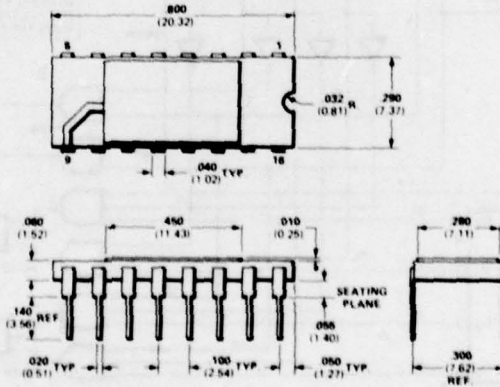 .800
(20.32)
8 1
.032 R.
(0.81)
.290
(7.37)
9 16
.040 TYP
(1.02)
.060
(1.52)
.450
(11.43)
.010
(0.25)
.280
(7.11)
SEATING
PLANE
.140 REF
(3.56)
.055
(1.40)
.020 TYP
(0.51)
.100 TYP
(2.54)
.050 TYP
(1.27)
.300
(7.62)
REF.